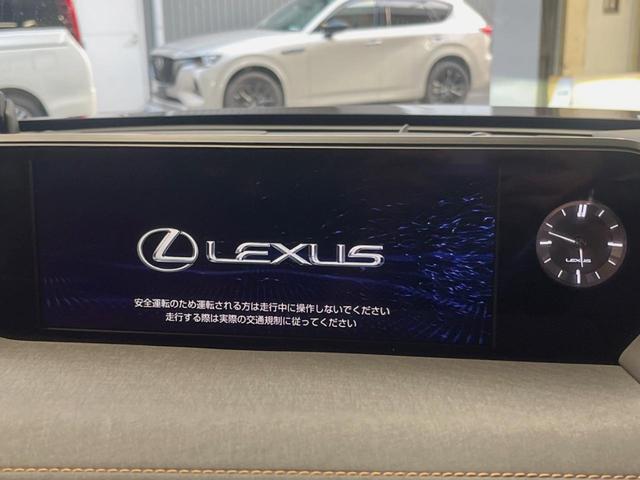 LEXUS
安全運転のため運転される方は走行中に操作しないでください
走行する際は実際の交通規制に従ってください
LEXUS